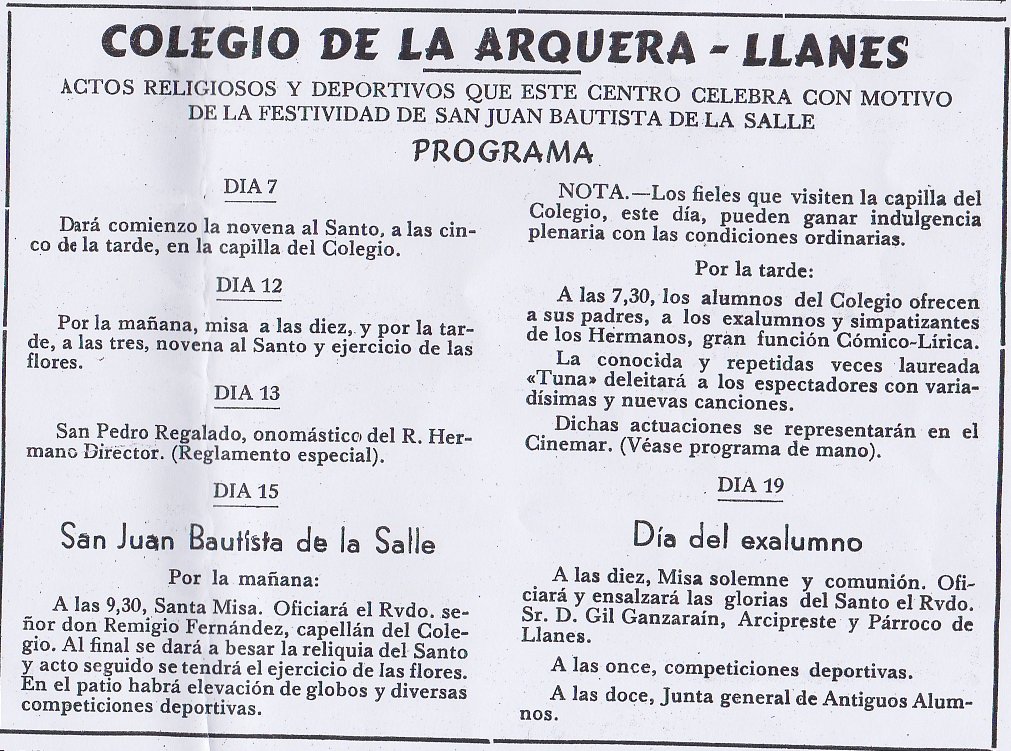 COLEGIO DE LA ARQUERA - LLANES
ACTOS RELIGIOSOS Y DEPORTIVOS QUE ESTE CENTRO CELEBRA CON MOTIVO
DE LA FESTIVIDAD DE SAN JUAN BAUTISTA DE LA SALLE
PROGRAMA
DIA 7
Dará comienzo la novena al Santo, a las cin-
co de la tarde, en la capilla del Colegio.
DIA 12
Por la mañana, misa a las diez, y por la tar-
de, a las tres, novena al Santo y ejercicio de las
flores.
DIA 13
San Pedro Regalado, onomástico del R. Her-
mano Director. (Reglamento especial).
DIA 15
San Juan Bautista de la Salle
Por la mañana:
A las 9,30, Santa Misa. Oficiará el Rvdo. se-
ñor don Remigio Fernández, capellán del Cole-
gio. Al final se dará a besar la reliquia del Santo
y acto seguido se tendrá el ejercicio de las flores.
En el patio habrá elevación de globos y diversas
competiciones deportivas.
NOTA.—Los fieles que visiten la capilla del
Colegio, este día, pueden ganar indulgencia
plenaria con las condiciones ordinarias.
Por la tarde:
A las 7,30, los alumnos del Colegio ofrecen
a sus padres, a los exalumnos y simpatizantes
de los Hermanos, gran función Cómico-Lírica.
La conocida y repetidas veces laureada
«Tuna» deleitará a los espectadores con varia-
dísimas y nuevas canciones.
Dichas actuaciones se representarán en el
Cinemar. (Véase programa de mano).
DIA 19
Día del exalumno
A las diez, Misa solemne y comunión. Ofi-
ciará y ensalzará las glorias del Santo el Rvdo.
Sr. D. Gil Ganzaraín, Arcipreste y Párroco de
Llanes.
A las once, competiciones deportivas.
A las doce, Junta general de Antiguos Alum-
nos.